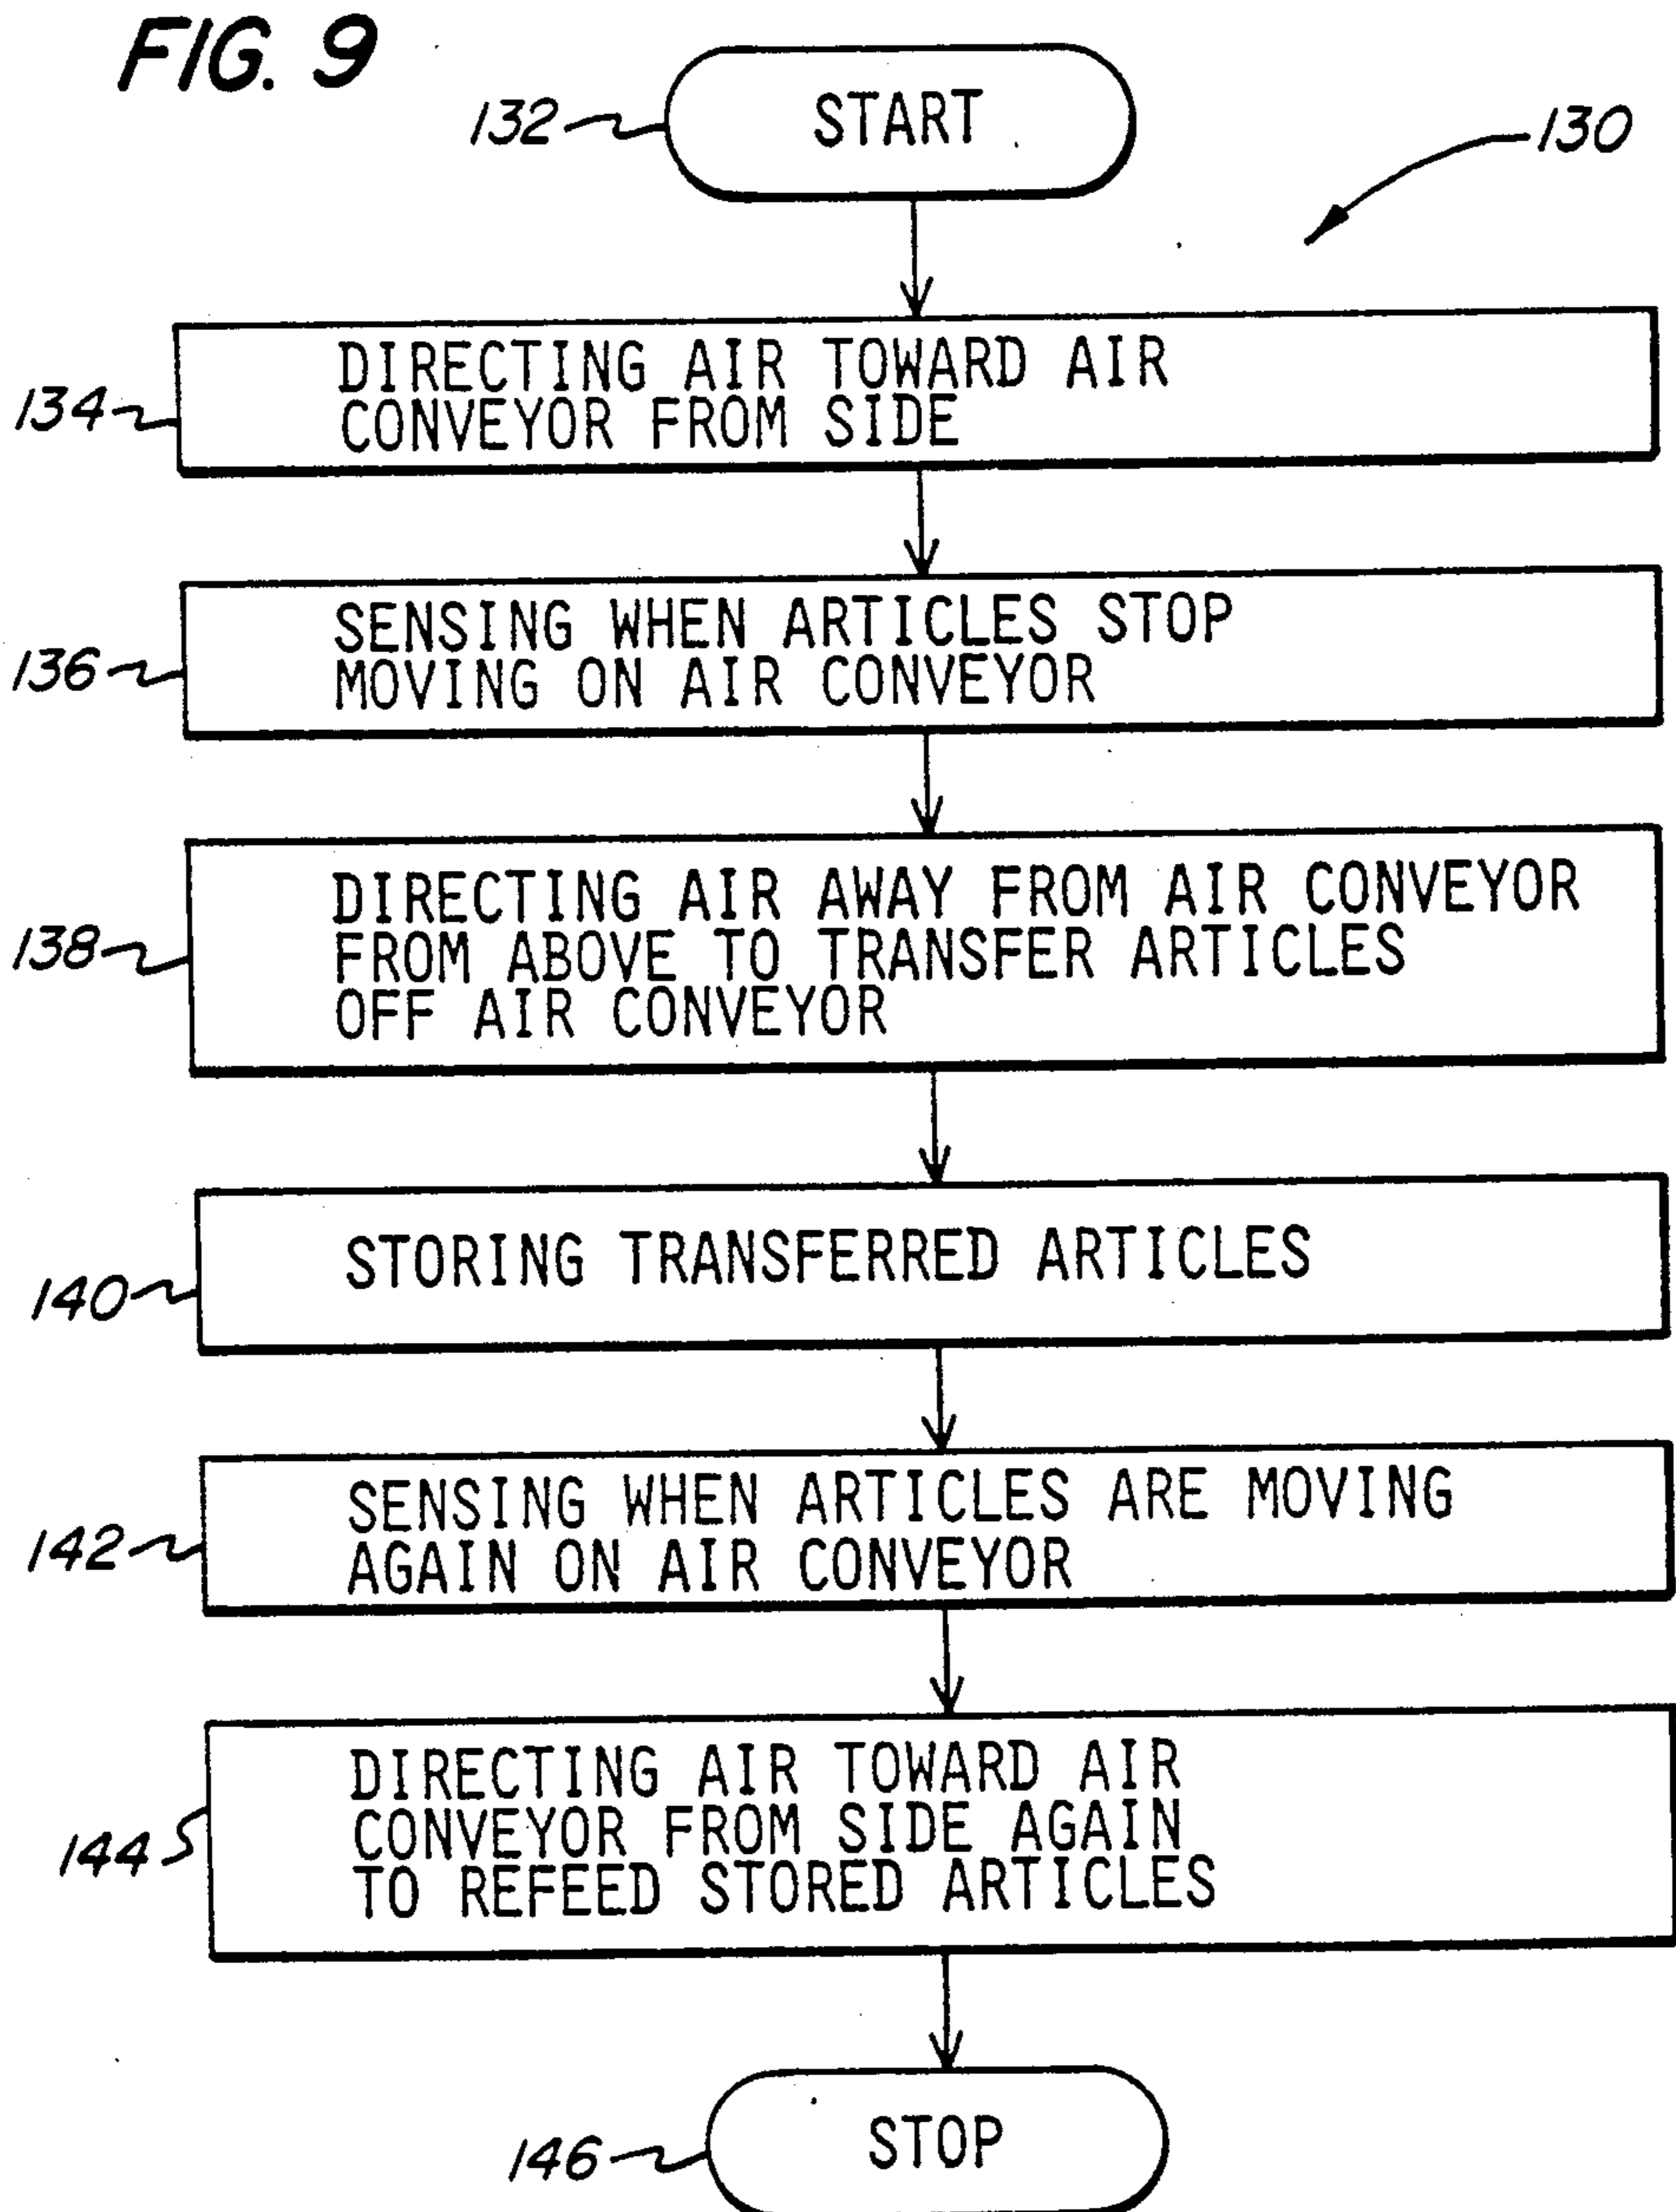 FIG. 9
132
START
130
134
DIRECTING AIR TOWARD AIR
CONVEYOR FROM SIDE
136
SENSING WHEN ARTICLES STOP
MOVING ON AIR CONVEYOR
138
DIRECTING AIR AWAY FROM AIR CONVEYOR
FROM ABOVE TO TRANSFER ARTICLES
OFF AIR CONVEYOR
140
STORING TRANSFERRED ARTICLES
142
SENSING WHEN ARTICLES ARE MOVING
AGAIN ON AIR CONVEYOR
144
DIRECTING AIR TOWARD AIR
CONVEYOR FROM SIDE AGAIN
TO REFEED STORED ARTICLES
146
STOP